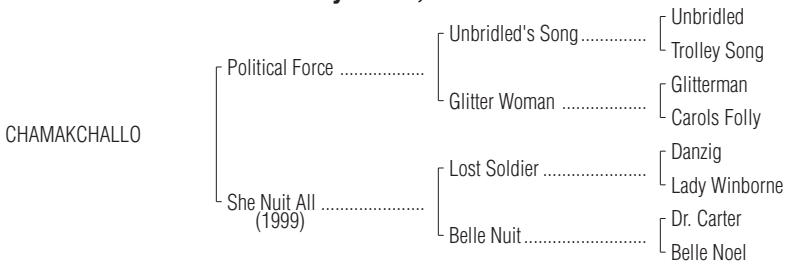 Unbridled
Unbridled's Song..............
Trolley Song
Political Force ..................
Glitterman
Glitter Woman ..................
Carols Folly
CHAMAKCHALLO
Danzig
Lost Soldier ......................
Lady Winborne
She Nuit All ......................
(1999)
Dr. Carter
Belle Nuit..........................
Belle Noel